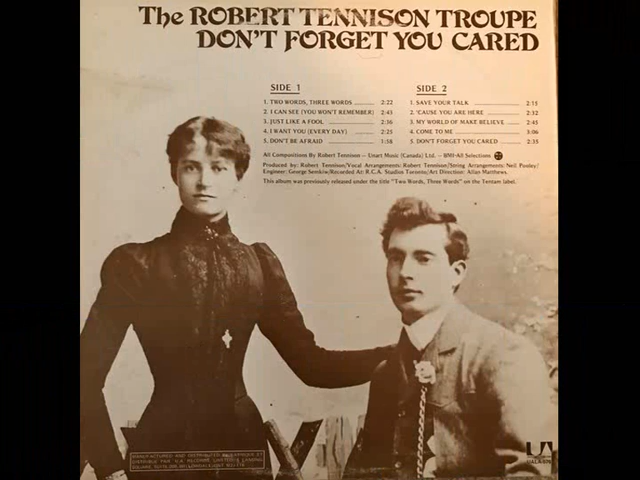 The ROBERT TENNISON TROUPE
DON'T FORGET YOU CARED
SIDE 1
1. TWO WORDS, THREE WORDS 2:22
2. I CAN SEE (YOU WON'T REMEMBER) 2:45
3. JUST LIKE A FOOL 2:16
4. I WANT YOU (EVERY DAY) 2:25
5. DON'T BE AFRAID 1:58
SIDE 2
1. SAVE YOUR TALK 2:15
2. 'CAUSE YOU ARE HERE 2:32
3. MY WORLD OF MAKE BELIEVE 2:45
4. COME TO ME 3:06
5. DON'T FORGET YOU CARED 2:35
All Compositions By Robert Tennison — Unart Music (Canada) Ltd. — BMI-All Selections
Produced by: Robert Tennison/Vocal Arrangements: Robert Tennison/String Arrangements: Neil
Engineer: George Semkiw/Recorded At: R.C.A. Studios Toronto/Art Direction: Allan Matthews.
This album was previously released under the title "Two Words, Three Words" on the Tentam label.
MANUFACTURED AND DISTRIBUTED
UA